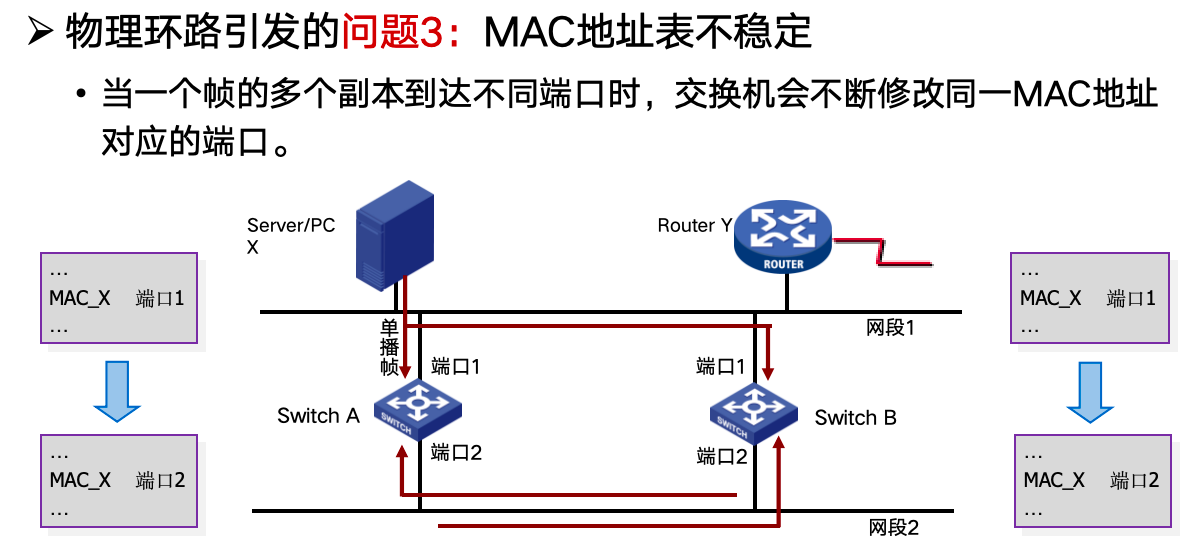 ➢ 物理环路引发的问题3：MAC地址表不稳定
• 当一个帧的多个副本到达不同端口时，交换机会不断修改同一MAC地址
对应的端口。
Server/PC
X
Router Y
ROUTER
…
MAC_X 端口1
…
…
MAC_X 端口1
…
网段1
单
播
帧
端口1
端口1
Switch A
SWITCH
SWITCH
Switch B
端口2
端口2
…
MAC_X 端口2
…
…
MAC_X 端口2
…
网段2